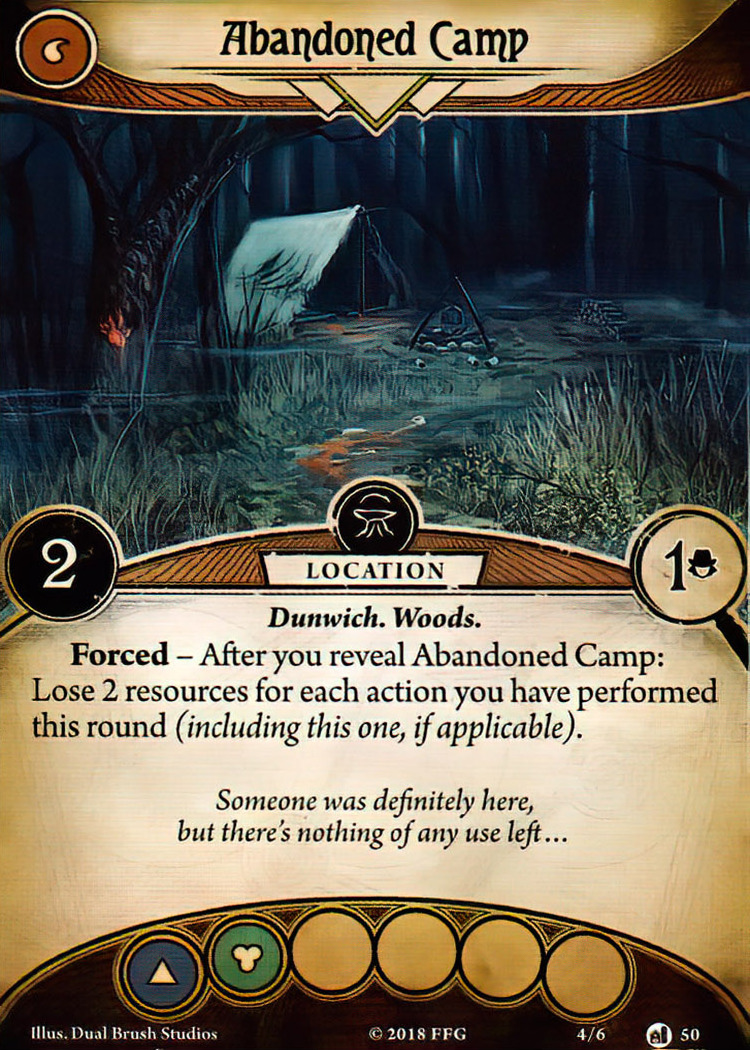 Abandoned Camp
2
LOCATION
1
Dunwich. Woods.
Forced – After you reveal Abandoned Camp:
Lose 2 resources for each action you have performed
this round (including this one, if applicable).
Someone was definitely here,
but there's nothing of any use left…
Illus. Dual Brush Studios
© 2018 FFG
4/6
50